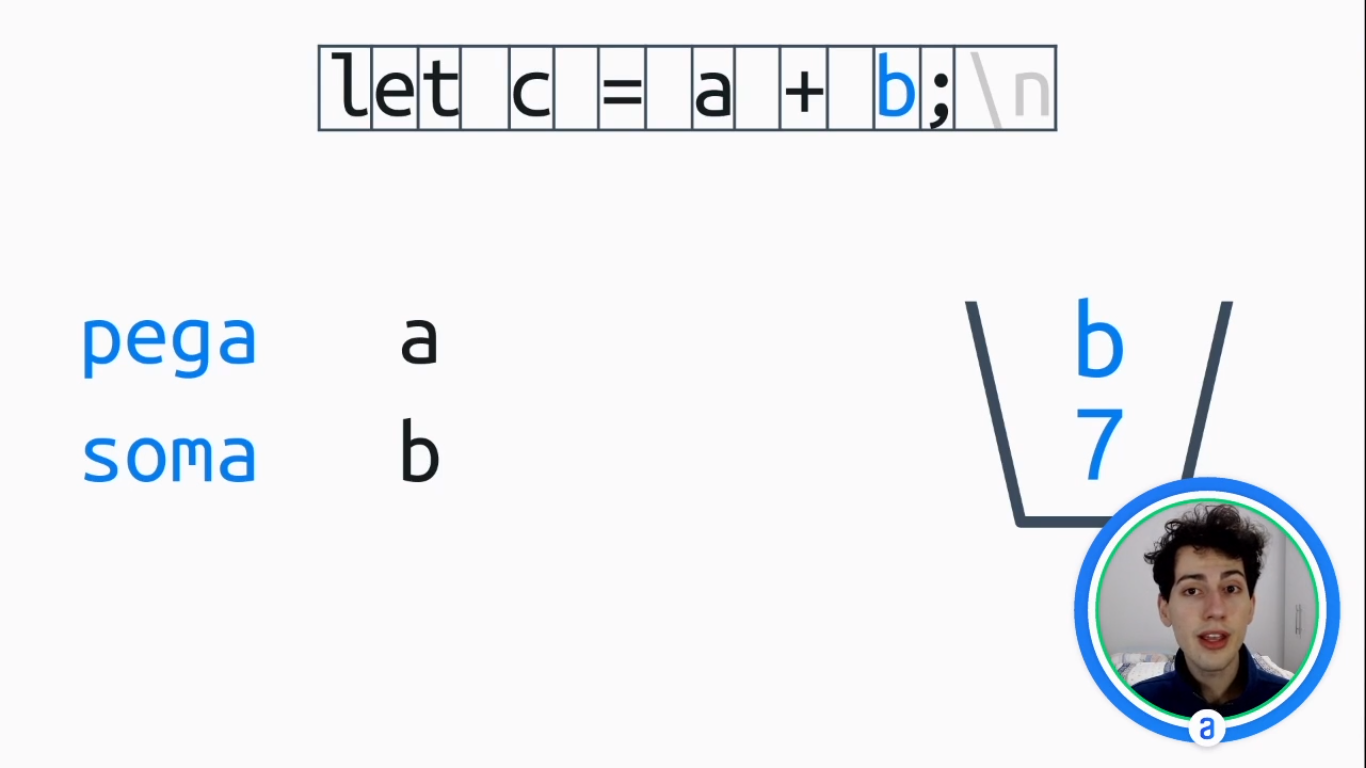 let c = a + b;\n
pega a
soma b
b
7
a